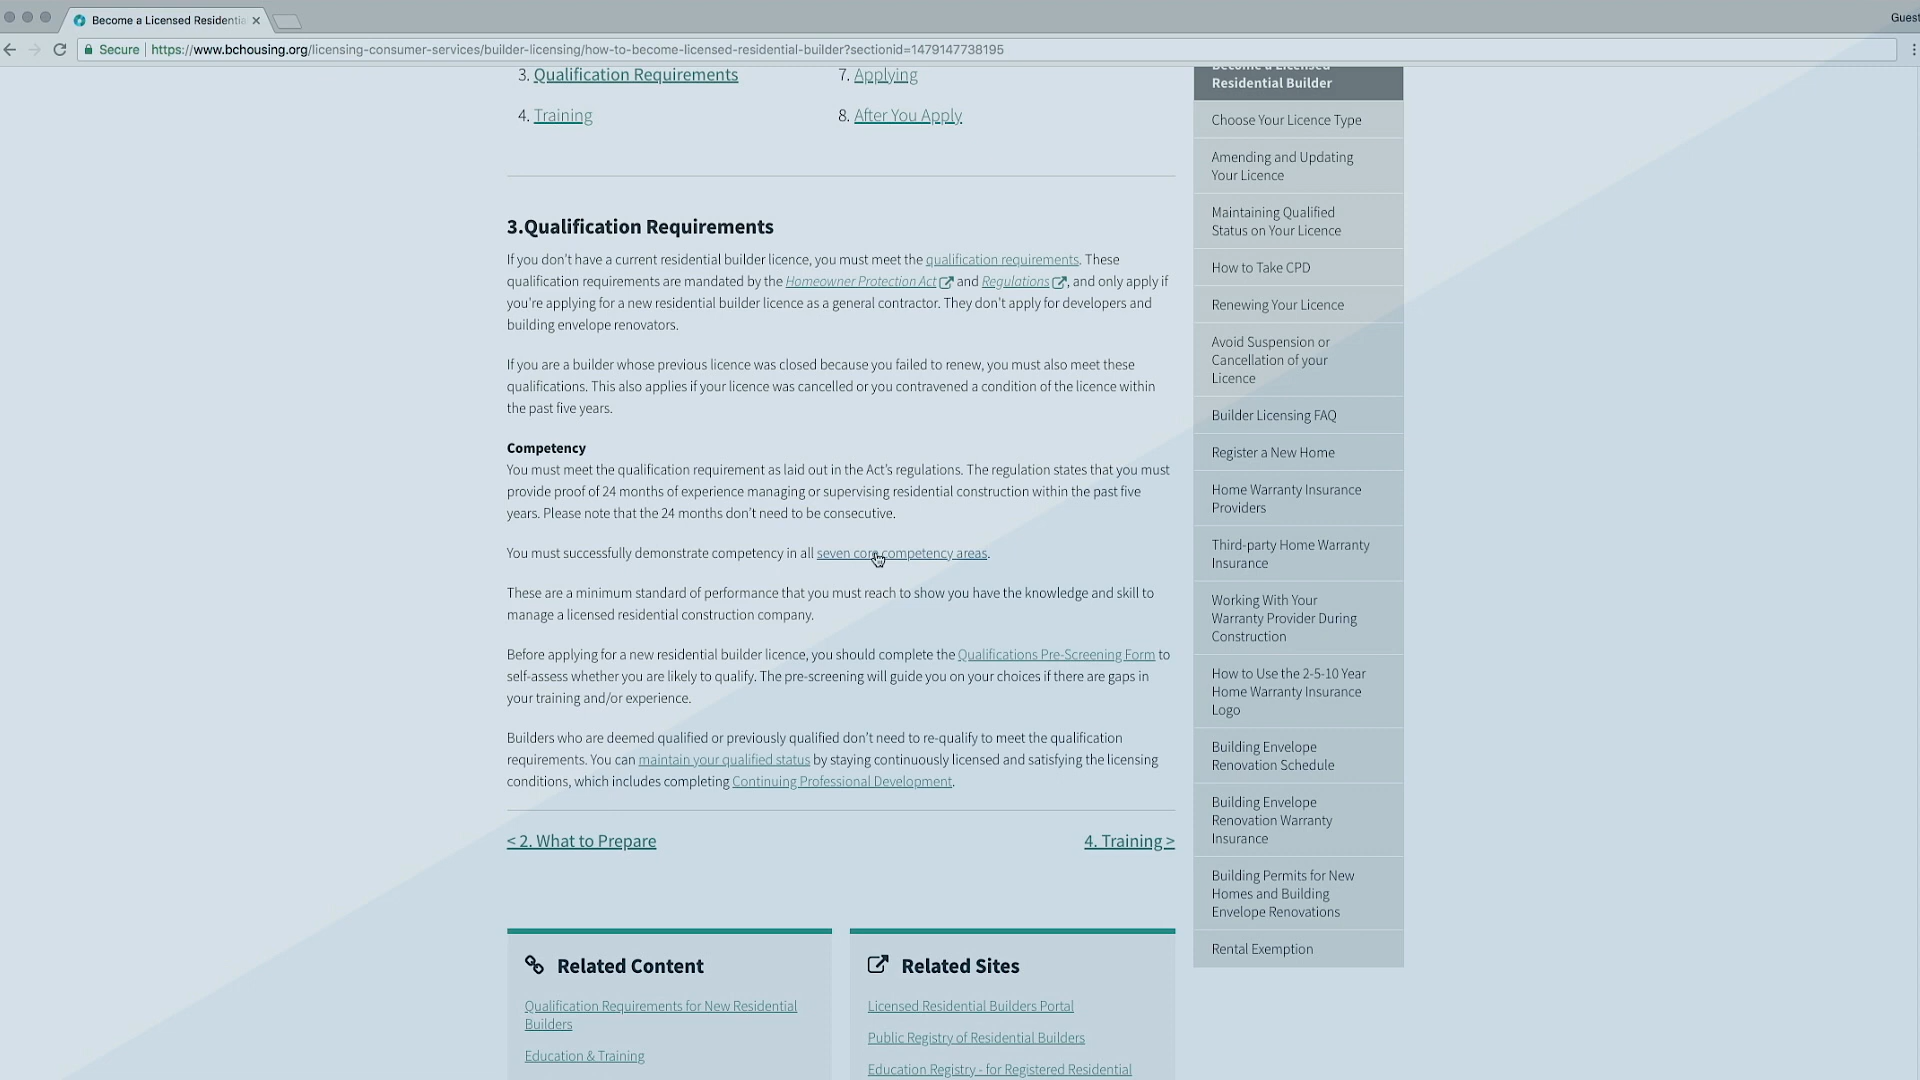 Become a Licensed Residentia
Guest
Secure | https://www.bchousing.org/licensing-consumer-services/builder-licensing/how-to-become-licensed-residential-builder?sectionid=1479147738195
3. Qualification Requirements
4. Training
7. Applying
8. After You Apply
3.Qualification Requirements
If you don't have a current residential builder licence, you must meet the qualification requirements. These
qualification requirements are mandated by the Homeowner Protection Act and Regulations, and only apply if
you're applying for a new residential builder licence as a general contractor. They don't apply for developers and
building envelope renovators.
If you are a builder whose previous licence was closed because you failed to renew, you must also meet these
qualifications. This also applies if your licence was cancelled or you contravened a condition of the licence within
the past five years.
Competency
You must meet the qualification requirement as laid out in the Act's regulations. The regulation states that you must
provide proof of 24 months of experience managing or supervising residential construction within the past five
years. Please note that the 24 months don't need to be consecutive.
You must successfully demonstrate competency in all seven core competency areas.
These are a minimum standard of performance that you must reach to show you have the knowledge and skill to
manage a licensed residential construction company.
Before applying for a new residential builder licence, you should complete the Qualifications Pre-Screening Form to
self-assess whether you are likely to qualify. The pre-screening will guide you on your choices if there are gaps in
your training and/or experience.
Builders who are deemed qualified or previously qualified don't need to re-qualify to meet the qualification
requirements. You can maintain your qualified status by staying continuously licensed and satisfying the licensing
conditions, which includes completing Continuing Professional Development.
< 2. What to Prepare
4. Training >
Related Content
Qualification Requirements for New Residential
Builders
Education & Training
Related Sites
Licensed Residential Builders Portal
Public Registry of Residential Builders
Education Registry - for Registered Residential
Become a Licensed
Residential Builder
Choose Your Licence Type
Amending and Updating
Your Licence
Maintaining Qualified
Status on Your Licence
How to Take CPD
Renewing Your Licence
Avoid Suspension or
Cancellation of your
Licence
Builder Licensing FAQ
Register a New Home
Home Warranty Insurance
Providers
Third-party Home Warranty
Insurance
Working With Your
Warranty Provider During
Construction
How to Use the 2-5-10 Year
Home Warranty Insurance
Logo
Building Envelope
Renovation Schedule
Building Envelope
Renovation Warranty
Insurance
Building Permits for New
Homes and Building
Envelope Renovations
Rental Exemption